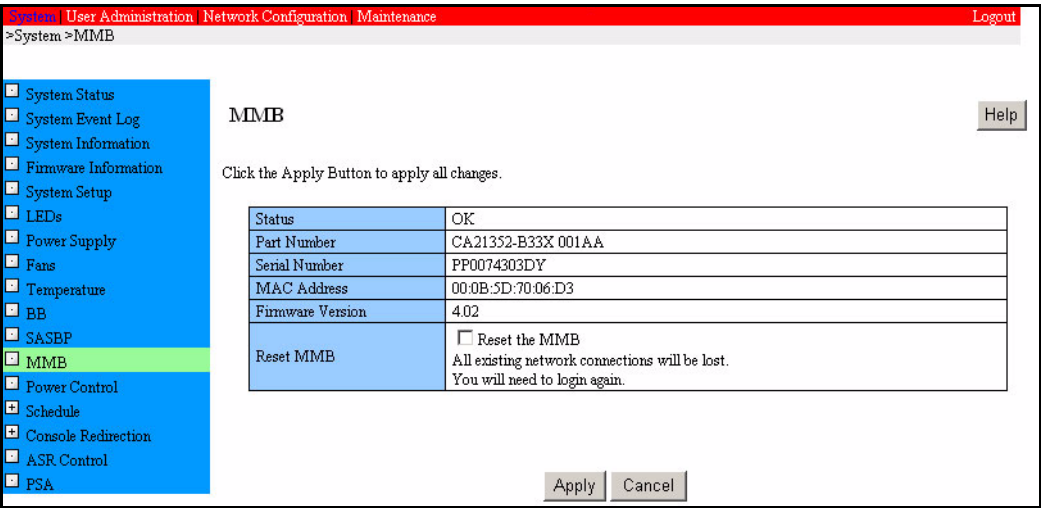 System | User Administration | Network Configuration | Maintenance Logout
>System >MMB
System Status
System Event Log
System Information
Firmware Information
System Setup
LEDs
Power Supply
Fans
Temperature
BB
SASBP
MMB
Power Control
Schedule
Console Redirection
ASR Control
PSA
MMB
Help
Click the Apply Button to apply all changes.
Status OK
Part Number CA21352-B33X 001AA
Serial Number PP0074303DY
MAC Address 00:0B:5D:70:06:D3
Firmware Version 4.02
Reset MMB
Reset the MMB
All existing network connections will be lost.
You will need to login again.
Apply Cancel